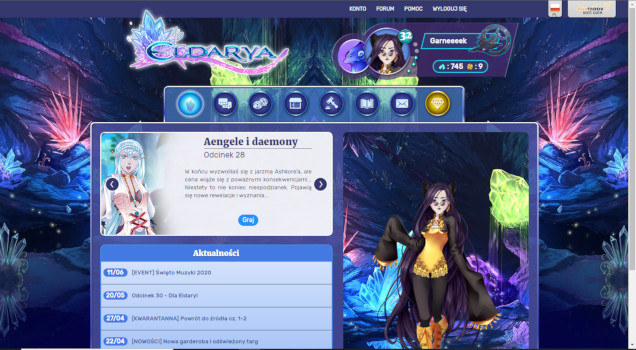 KONTO FORUM POMOC WYLOGUJ SIĘ
ELDARYA
32
Garneeeek
: 745 : 9
Aengele i daemony
Odcinek 28
W końcu wyzwoliłaś się z jarzma Ashkore'a, ale
cena wiąże się z poważnymi konsekwencjami...
Niestety to nie koniec niespodzianek. Pojawią
się nowe rewelacje i wyznania...
Graj
Aktualności
11/06 [EVENT] Święto Muzyki 2020
20/05 Odcinek 30 - Dla Eldaryi
27/04 [KWARANTANNA] Powrót do źródła cz. 1-2
22/04 [NOWOŚCI] Nowa garderoba i odświeżony targ